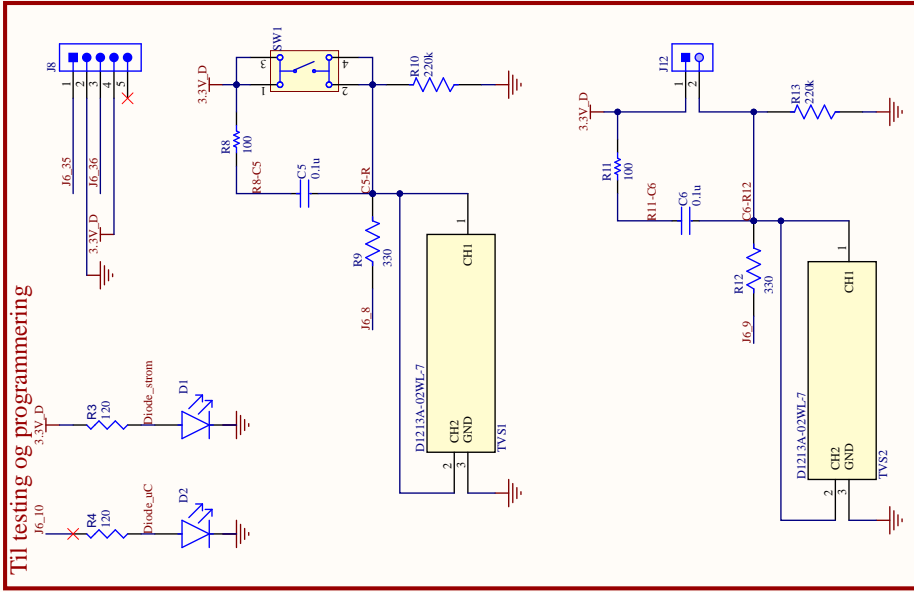 Til testing og programmering
J8
1
2
3
4
5
J6_35
J6_36
3.3V_D
3.3V_D
SW1
3
4
1
2
R10
220k
R8
100
R8-C5
C5
0.1u
C5-R
R9
330
J6_8
1
CH1
D1213A-02WL-7
CH2
GND
2
3
TVS1
3.3V_D
R3
120
Diode_strom
D1
J6_10
R4
120
Diode_uC
D2
J12
1
2
3.3V_D
R13
220k
R11
100
R11-C6
C6
0.1u
C6-R12
R12
330
J6_9
1
CH1
D1213A-02WL-7
CH2
GND
2
3
TVS2